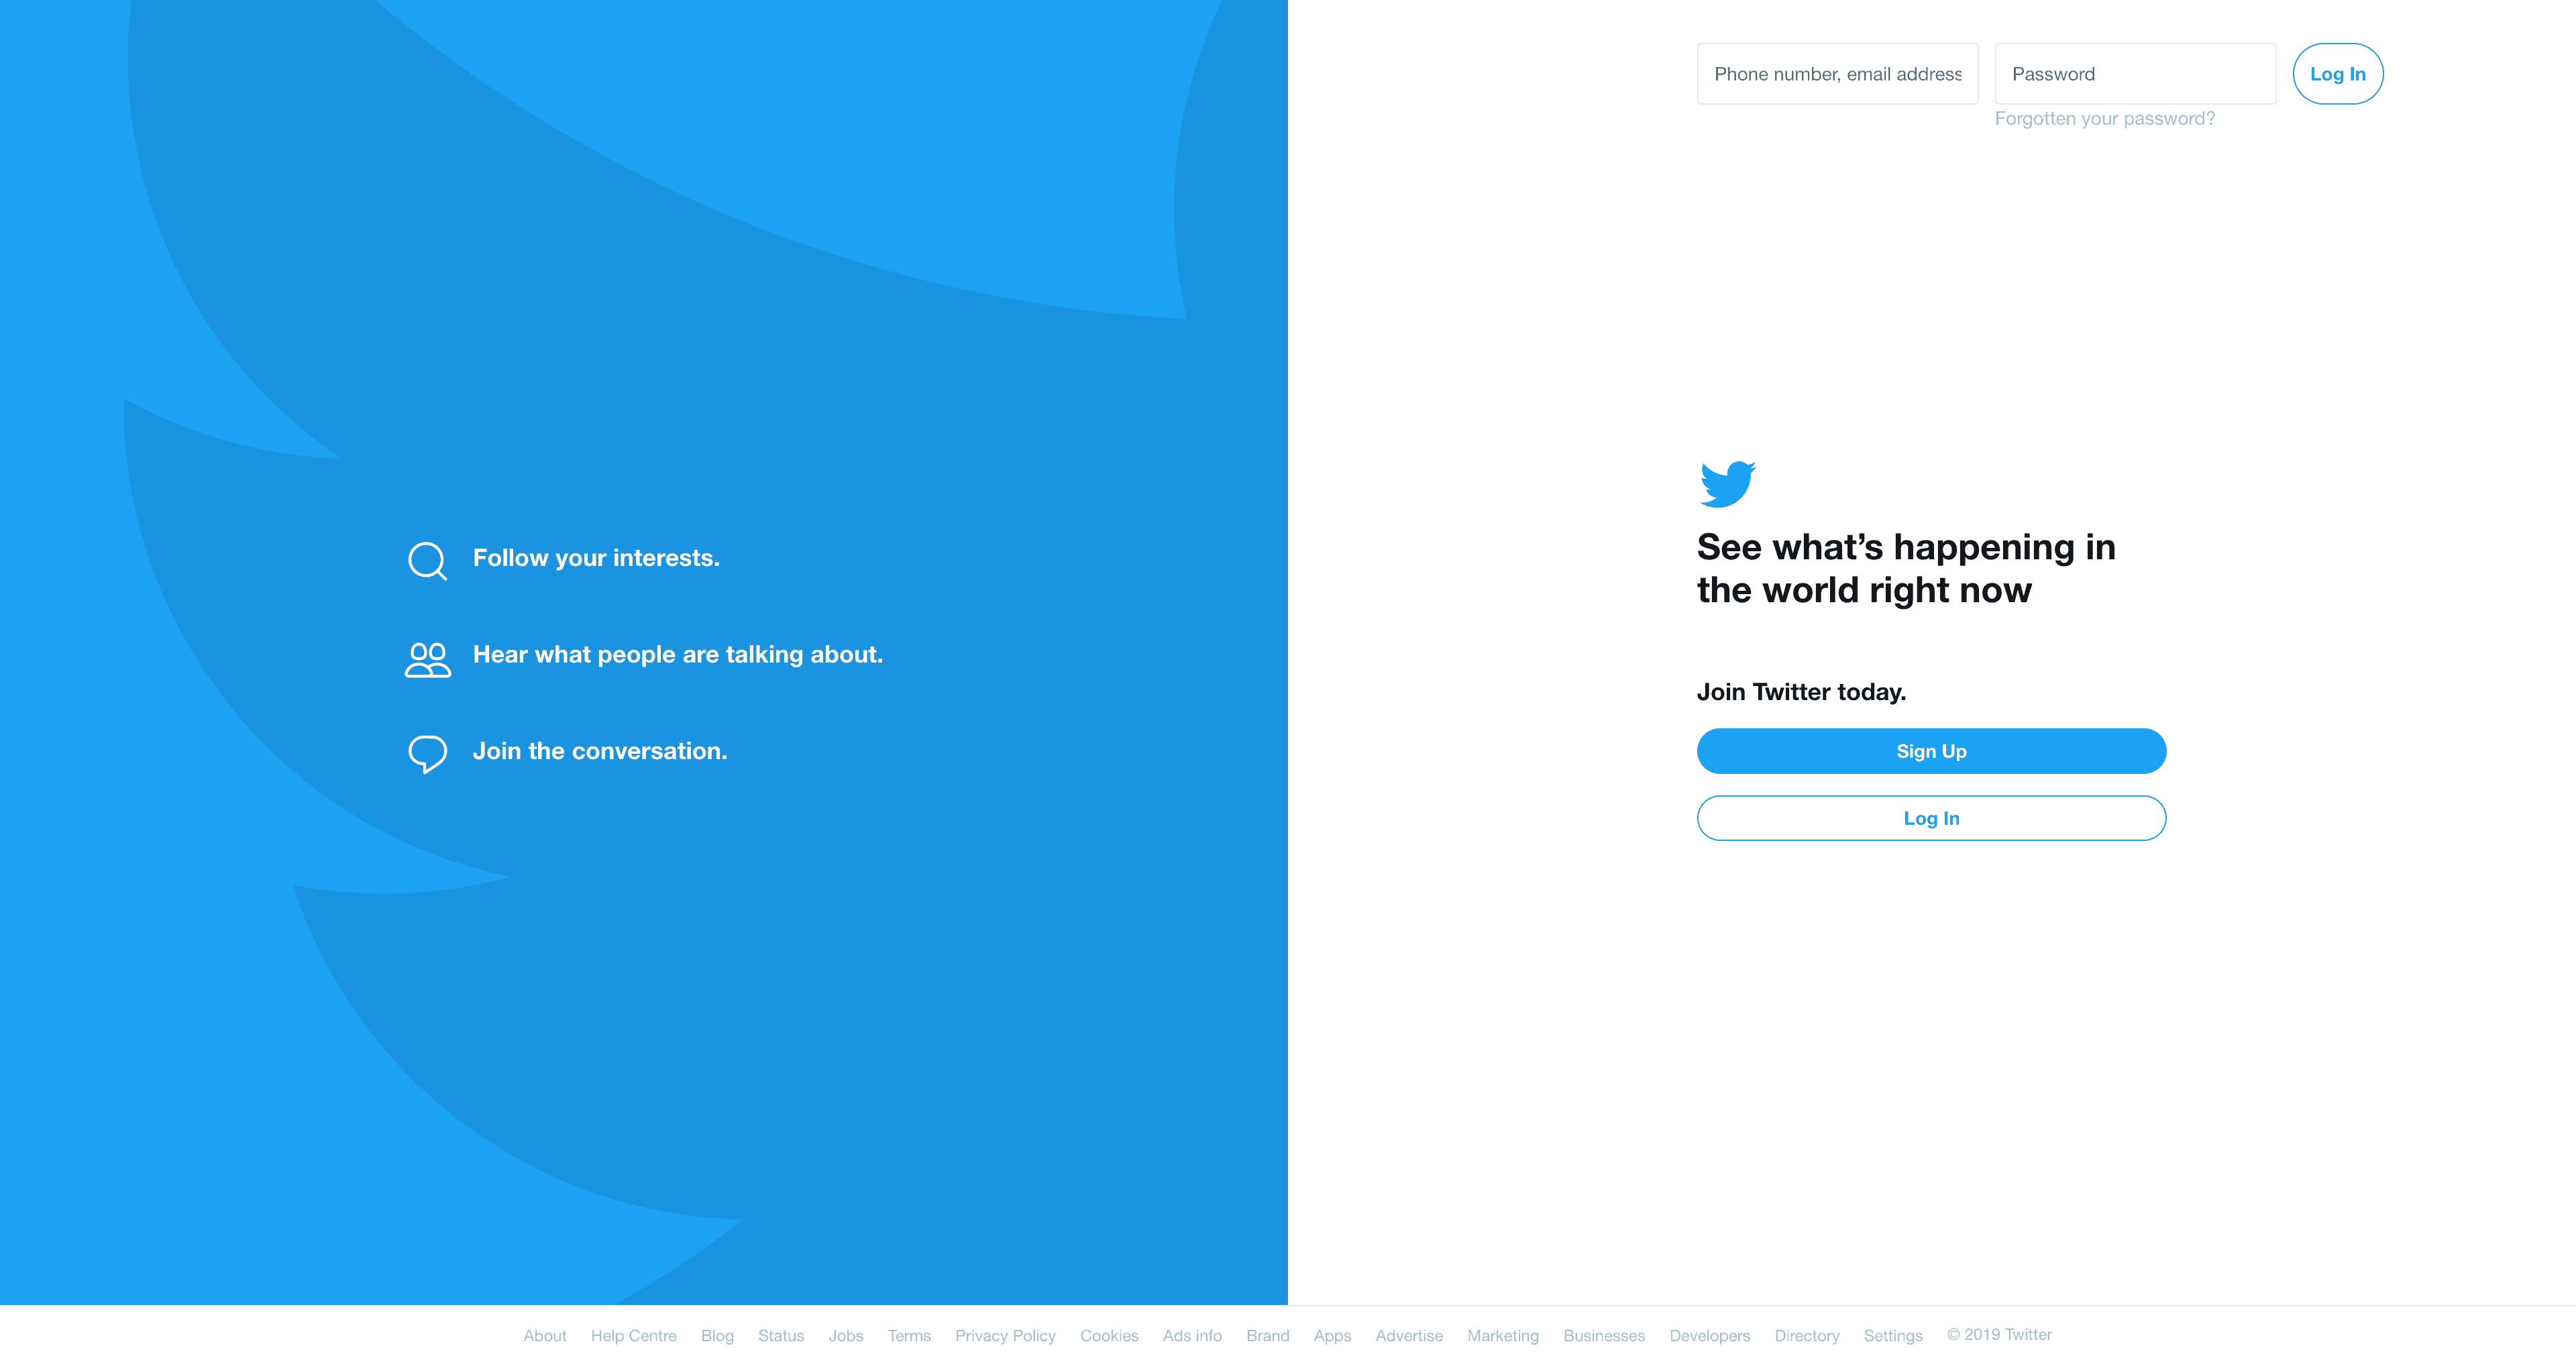 Phone number, email address
Password
Log In
Forgotten your password?
Follow your interests.
Hear what people are talking about.
Join the conversation.
See what’s happening in
the world right now
Join Twitter today.
Sign Up
Log In
About Help Centre Blog Status Jobs Terms Privacy Policy Cookies Ads info Brand Apps Advertise Marketing Businesses Developers Directory Settings © 2019 Twitter